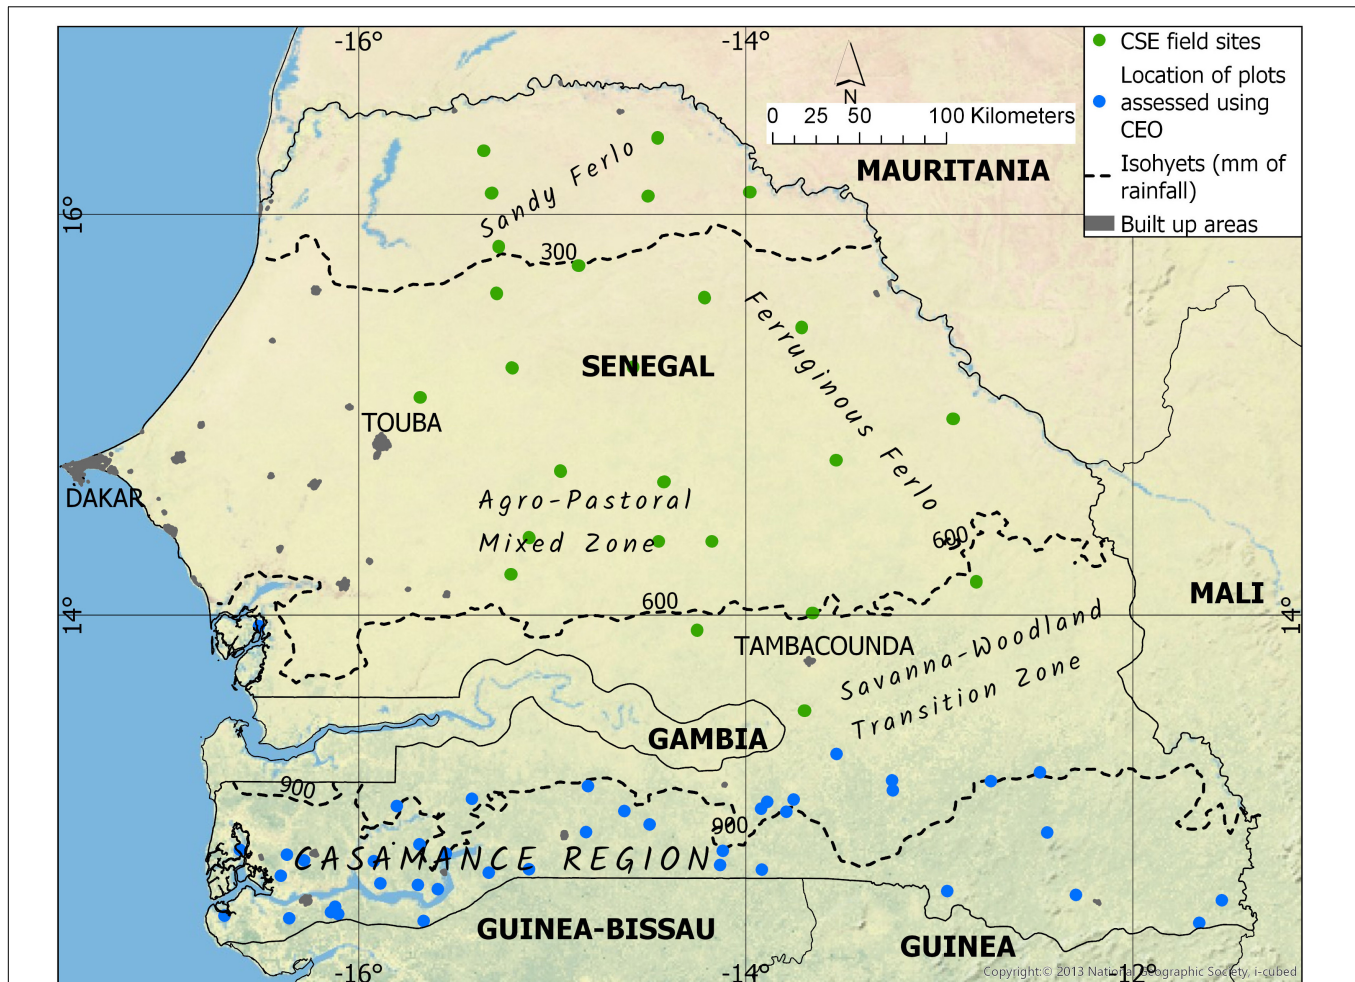 -16°
-14°
CSE field sites
Location of plots
assessed using
CEO
Isohyets (mm of
rainfall)
Built up areas
N
0 25 50 100 Kilometers
MAURITANIA
16°
Sandy Ferlo
300
Ferruginous Ferlo
SENEGAL
TOUBA
DAKAR
Agro-Pastoral
Mixed Zone
600
MALI
14°
14°
600
TAMBACOUNDA
Savanna-Woodland
Transition Zone
GAMBIA
900
900
CASAMANCE REGION
GUINEA-BISSAU
GUINEA
-16°
-14°
-12°
Copyright:© 2013 National Geographic Society, i-cubed